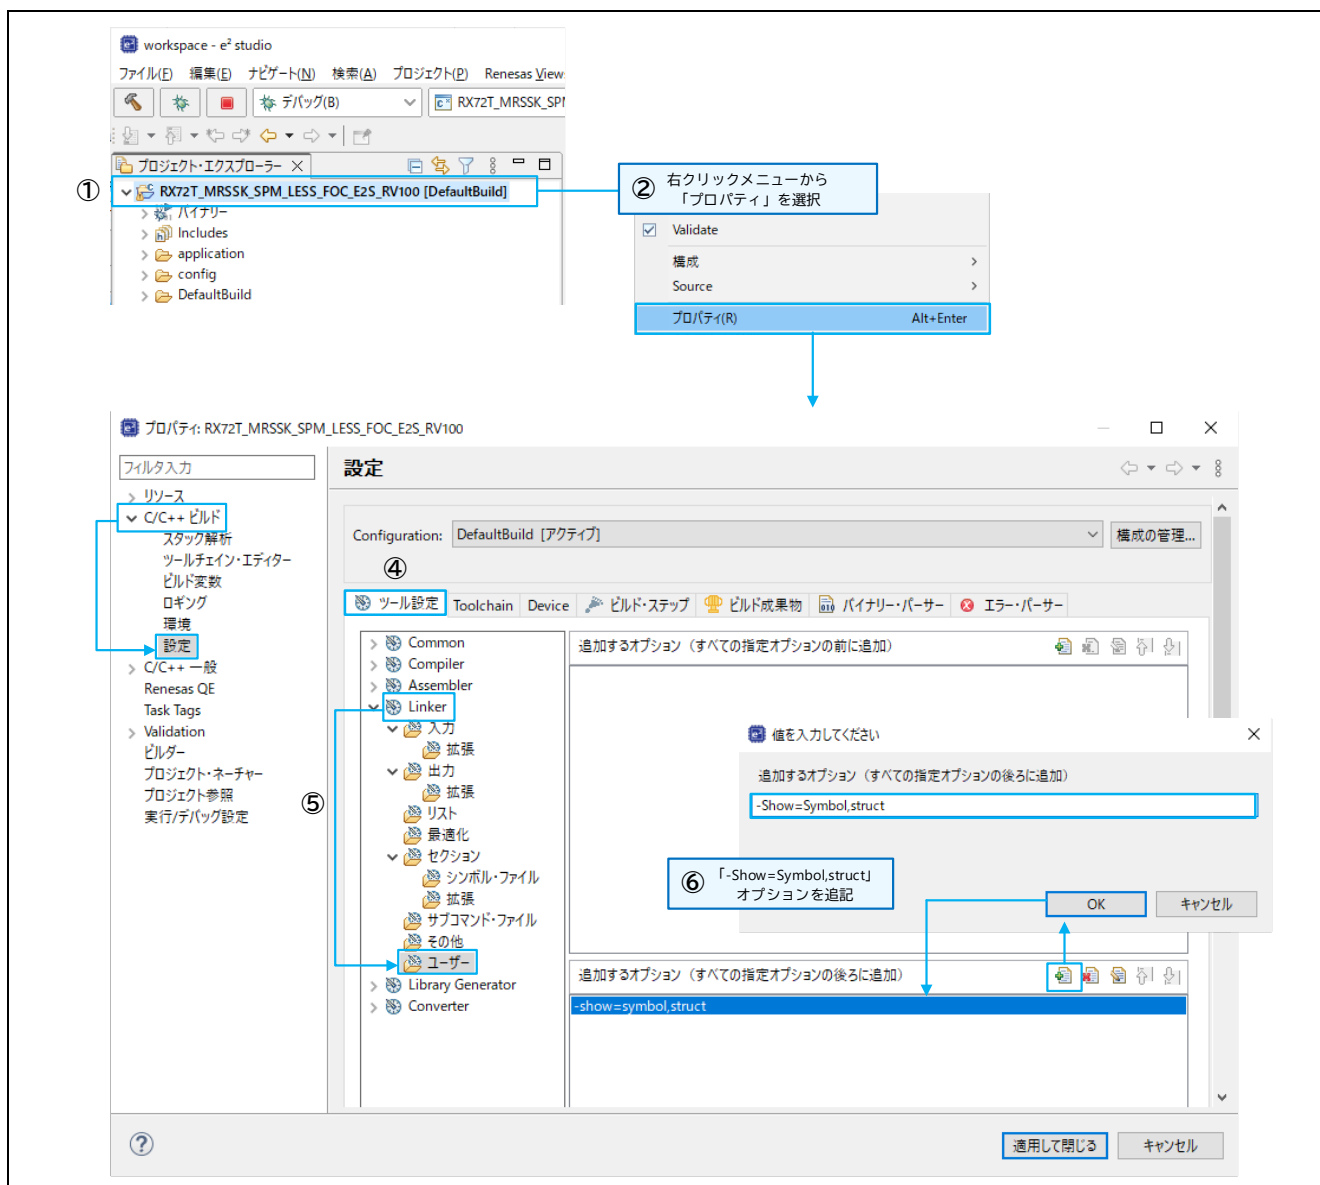 workspace - e² studio
ファイル(F) 編集(E) ナビゲート(N) 検索(A) プロジェクト(P) Renesas View
デバッグ(B) RX72T_MRSSK_SP
プロジェクト・エクスプローラー
① RX72T_MRSSK_SPM_LESS_FOC_E2S_RV100 [DefaultBuild]
バイナリー
Includes
application
config
DefaultBuild
② 右クリックメニューから
「プロパティ」を選択
Validate
構成
Source
プロパティ(R) Alt+Enter
プロパティ: RX72T_MRSSK_SPM_LESS_FOC_E2S_RV100
フィルタ入力
リソース
C/C++ ビルド
スタック解析
ツールチェイン・エディター
ビルド変数
ロギング
環境
設定
C/C++ 一般
Renesas QE
Task Tags
Validation
ビルダー
プロジェクト・ネーチャー
プロジェクト参照
実行/デバッグ設定
設定
Configuration: DefaultBuild [アクティブ] 構成の管理...
④
ツール設定 Toolchain Device ビルド・ステップ ビルド成果物 バイナリー・パーサー エラー・パーサー
Common
Compiler
Assembler
Linker
入力
拡張
出力
拡張
リスト
最適化
セクション
シンボル・ファイル
拡張
サブコマンド・ファイル
その他
ユーザー
Library Generator
Converter
⑤
追加するオプション（すべての指定オプションの前に追加）
値を入力してください
追加するオプション（すべての指定オプションの後ろに追加）
-Show=Symbol,struct
⑥ 「-Show=Symbol,struct」
オプションを追記
OK キャンセル
追加するオプション（すべての指定オプションの後ろに追加）
-show=symbol,struct
適用して閉じる キャンセル